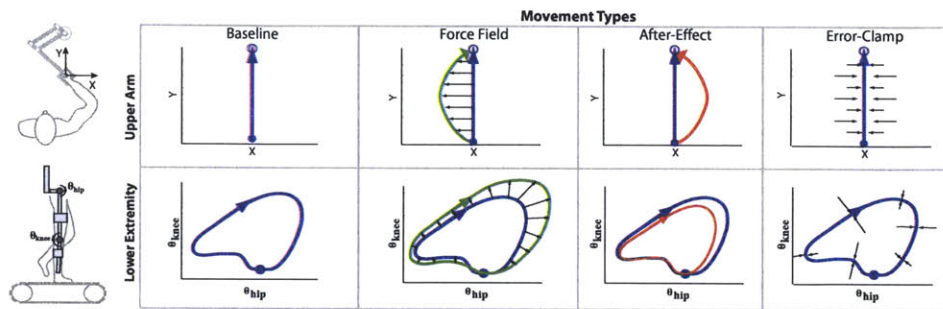 Movement Types
Baseline
Force Field
After-Effect
Error-Clamp
Upper Arm
Y
X
Y
X
Y
X
Y
X
Y
X
Lower Extremity
θhip
θknee
θknee
θhip
θknee
θhip
θknee
θhip
θknee
θhip